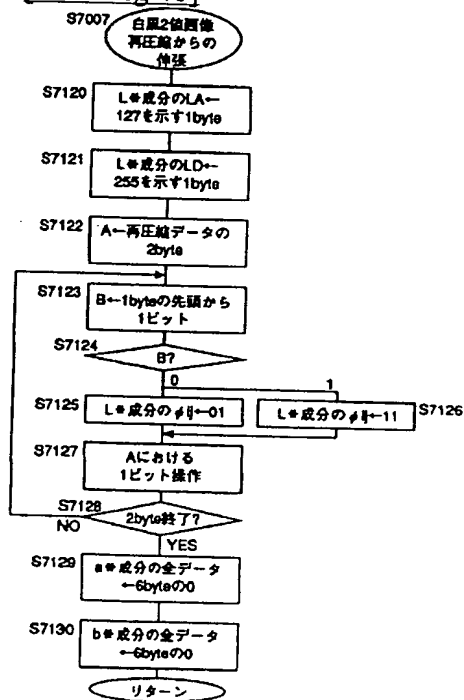 S7007
白黒2値画像
再圧縮からの
伸張
S7120
L*成分のLA←
127を示す1byte
S7121
L*成分のLD←
255を示す1byte
S7122
A←再圧縮データの
2byte
S7123
B←1byteの先頭から
1ビット
S7124
B?
0
1
S7125
L*成分のφij←01
L*成分のφij←11
S7126
S7127
Aにおける
1ビット操作
S7128
2byte終了?
NO
YES
S7129
a*成分の全データ
←6byteの0
S7130
b*成分の全データ
←6byteの0
リターン